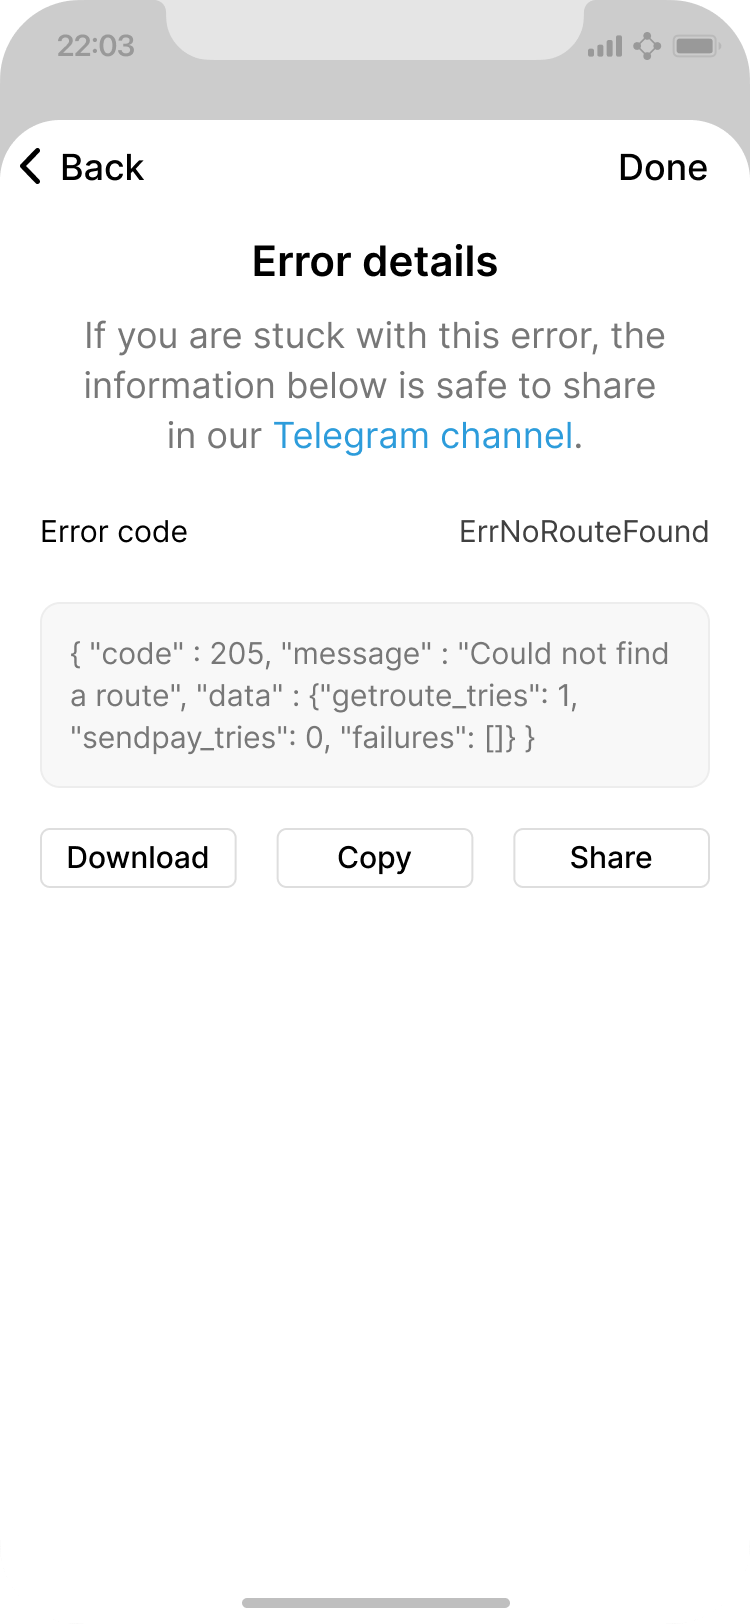 22:03
Back
Done
Error details
If you are stuck with this error, the
information below is safe to share
in our Telegram channel.
Error code
ErrNoRouteFound
{ "code" : 205, "message" : "Could not find
a route", "data" : {"getroute_tries": 1,
"sendpay_tries": 0, "failures": []} }
Download
Copy
Share